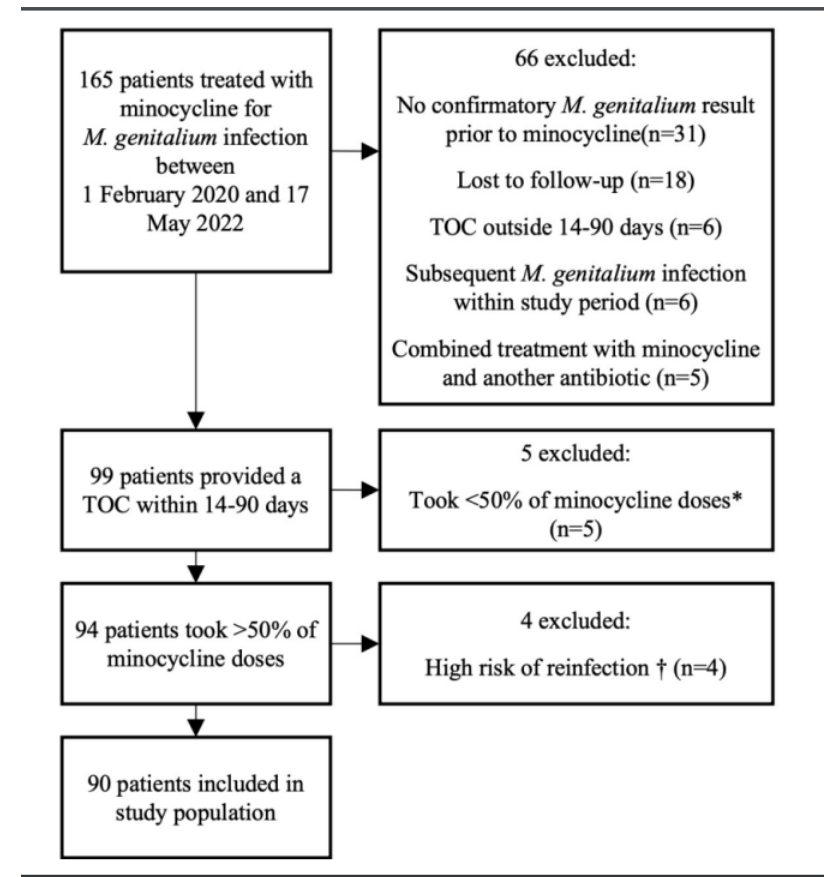 165 patients treated with
minocycline for
M. genitalium infection
between
1 February 2020 and 17
May 2022
66 excluded:
No confirmatory M. genitalium result
prior to minocycline(n=31)
Lost to follow-up (n=18)
TOC outside 14-90 days (n=6)
Subsequent M. genitalium infection
within study period (n=6)
Combined treatment with minocycline
and another antibiotic (n=5)
99 patients provided a
TOC within 14-90 days
5 excluded:
Took <50% of minocycline doses*
(n=5)
94 patients took >50% of
minocycline doses
4 excluded:
High risk of reinfection † (n=4)
90 patients included in
study population